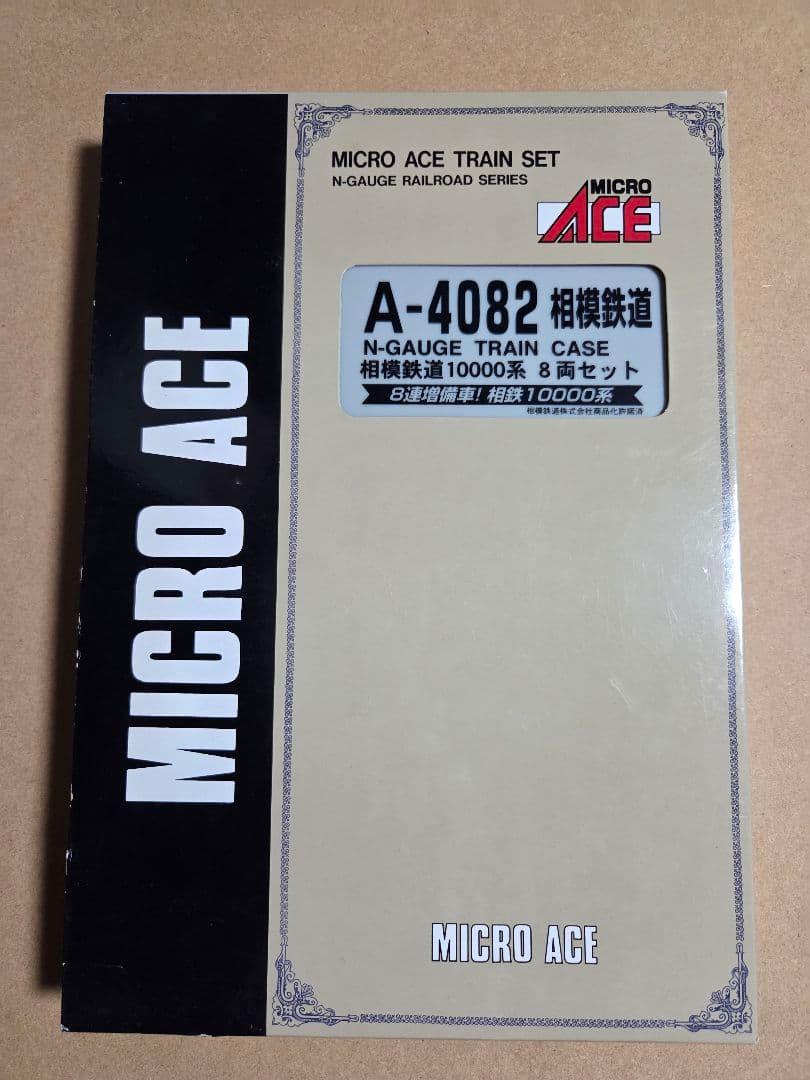 MICRO ACE
MICRO ACE TRAIN SET
N-GAUGE RAILROAD SERIES
MICRO
ACE
A-4082 相模鉄道
N-GAUGE TRAIN CASE
相模鉄道10000系 8両セット
8連増備車! 相鉄10000系
相模鉄道株式会社商品化許諾済
MICRO ACE